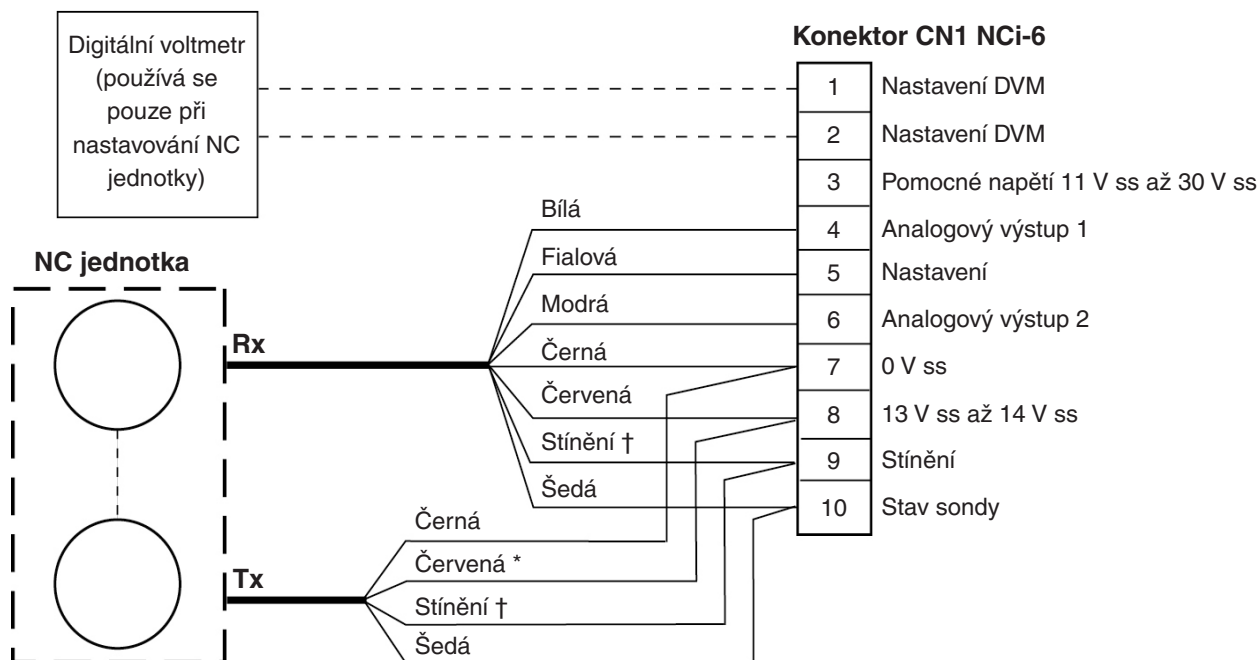 Digitální voltmetr
(používá se
pouze při
nastavování NC
jednotky)
Konektor CN1 NCi-6
1 Nastavení DVM
2 Nastavení DVM
3 Pomocné napětí 11 V ss až 30 V ss
4 Analogový výstup 1
5 Nastavení
6 Analogový výstup 2
7 0 V ss
8 13 V ss až 14 V ss
9 Stínění
10 Stav sondy
NC jednotka
Rx
Bílá
Fialová
Modrá
Černá
Červená
Stínění †
Šedá
Tx
Černá
Červená *
Stínění †
Šedá